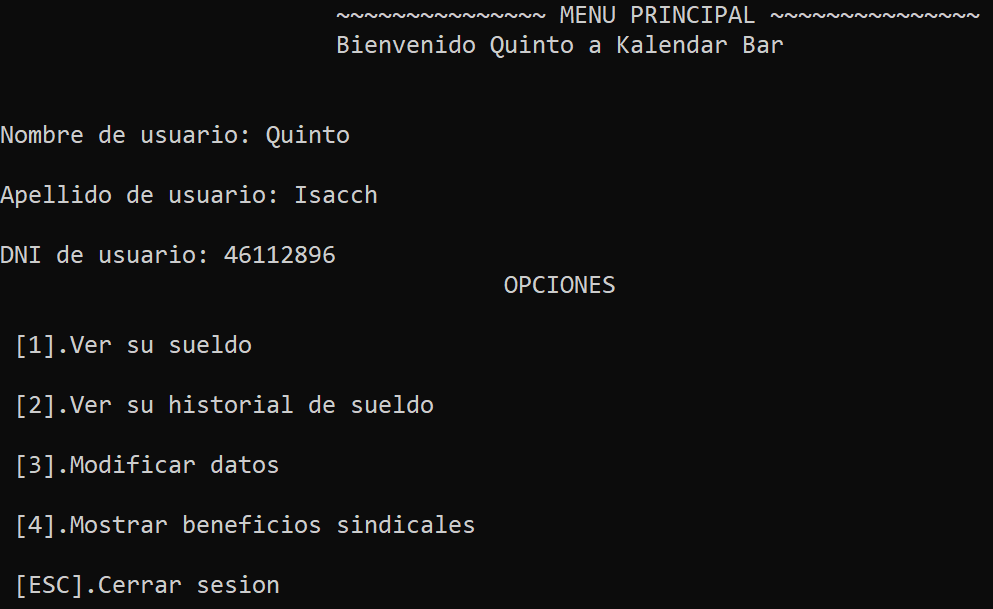 ~~~~~~~~~~~~~~~ MENU PRINCIPAL ~~~~~~~~~~~~~~~
Bienvenido Quinto a Kalendar Bar
Nombre de usuario: Quinto
Apellido de usuario: Isacch
DNI de usuario: 46112896
OPCIONES
[1].Ver su sueldo
[2].Ver su historial de sueldo
[3].Modificar datos
[4].Mostrar beneficios sindicales
[ESC].Cerrar sesion